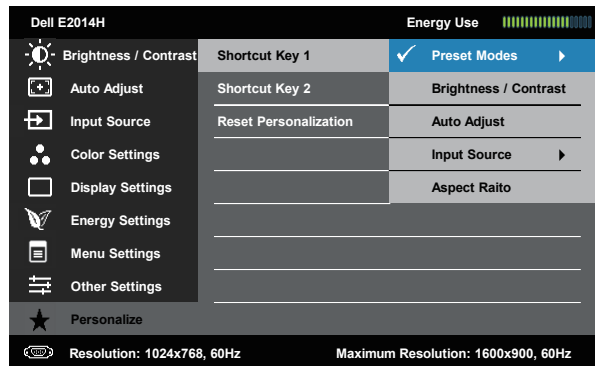 Dell E2014H Energy Use
Brightness / Contrast Shortcut Key 1 Preset Modes
Auto Adjust Shortcut Key 2 Brightness / Contrast
Input Source Reset Personalization Auto Adjust
Color Settings Input Source
Display Settings Aspect Raito
Energy Settings
Menu Settings
Other Settings
Personalize
Resolution: 1024x768, 60Hz Maximum Resolution: 1600x900, 60Hz